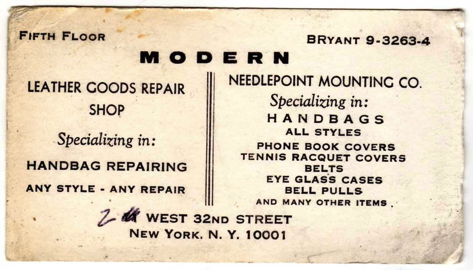 FIFTH FLOOR
BRYANT 9-3263-4
MODERN
LEATHER GOODS REPAIR
SHOP
Specializing in:
HANDBAG REPAIRING
ANY STYLE - ANY REPAIR
NEEDLEPOINT MOUNTING CO.
Specializing in:
HANDBAGS
ALL STYLES
PHONE BOOK COVERS
TENNIS RACQUET COVERS
BELTS
EYE GLASS CASES
BELL PULLS
AND MANY OTHER ITEMS
2 WEST 32ND STREET
NEW YORK, N. Y. 10001